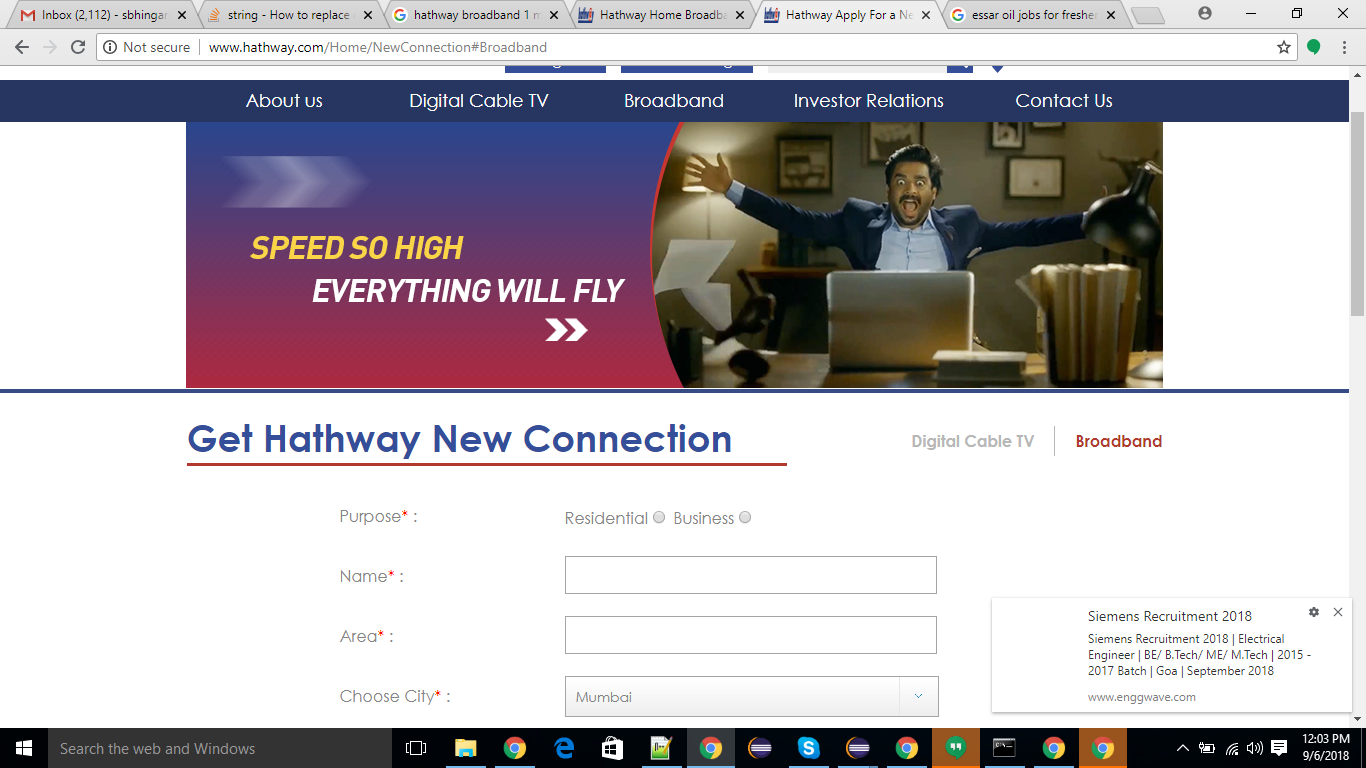 Inbox (2,112) - sbhingar
string - How to replace
hathway broadband 1 m
Hathway Home Broadba
Hathway Apply For a Ne
essar oil jobs for fresher
Not secure
www.hathway.com/Home/NewConnection#Broadband
About us
Digital Cable TV
Broadband
Investor Relations
Contact Us
SPEED SO HIGH
EVERYTHING WILL FLY
Get Hathway New Connection
Digital Cable TV
Broadband
Purpose* :
Residential
Business
Name* :
Area* :
Choose City* :
Mumbai
Siemens Recruitment 2018
Siemens Recruitment 2018 | Electrical
Engineer | BE/ B.Tech/ ME/ M.Tech | 2015 -
2017 Batch | Goa | September 2018
www.enggwave.com
Search the web and Windows
12:03 PM
9/6/2018